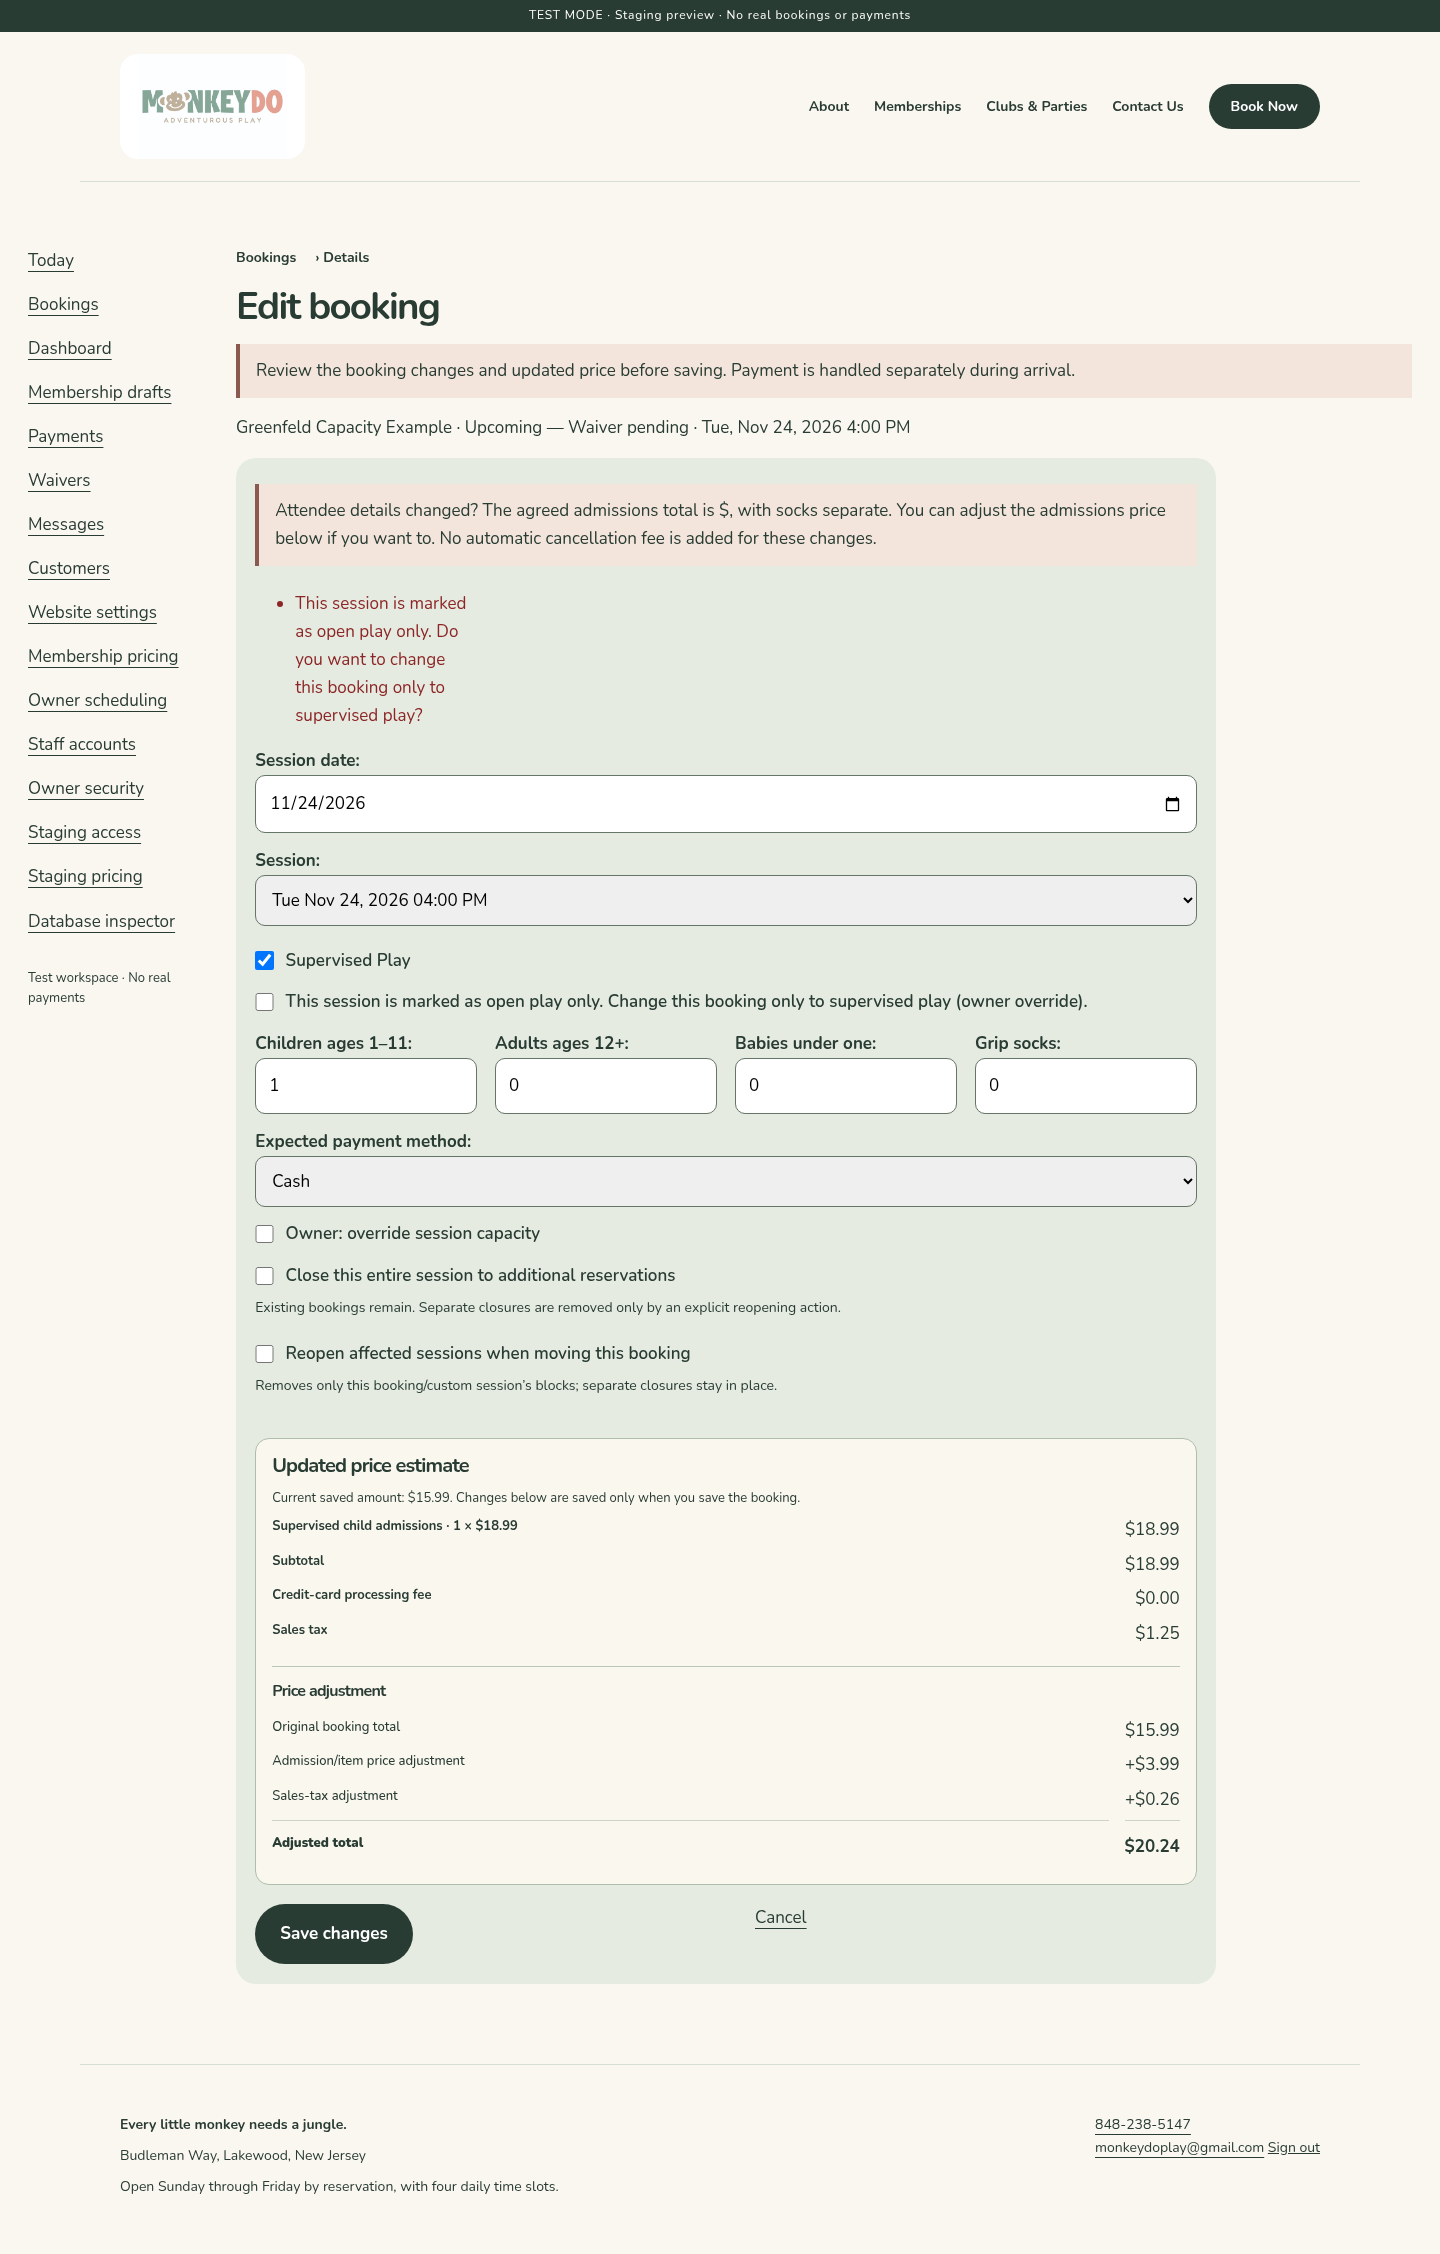 TEST MODE · Staging preview · No real bookings or payments
MONKEYDO
ADVENTUROUS PLAY
About
Memberships
Clubs & Parties
Contact Us
Book Now
Today
Bookings
Dashboard
Membership drafts
Payments
Waivers
Messages
Customers
Website settings
Membership pricing
Owner scheduling
Staff accounts
Owner security
Staging access
Staging pricing
Database inspector
Test workspace · No real
payments
Bookings › Details
Edit booking
Review the booking changes and updated price before saving. Payment is handled separately during arrival.
Greenfeld Capacity Example · Upcoming — Waiver pending · Tue, Nov 24, 2026 4:00 PM
Attendee details changed? The agreed admissions total is $, with socks separate. You can adjust the admissions price
below if you want to. No automatic cancellation fee is added for these changes.
• This session is marked
as open play only. Do
you want to change
this booking only to
supervised play?
Session date:
11/24/2026
Session:
Tue Nov 24, 2026 04:00 PM
Supervised Play
This session is marked as open play only. Change this booking only to supervised play (owner override).
Children ages 1–11:
Adults ages 12+:
Babies under one:
Grip socks:
1
0
0
0
Expected payment method:
Cash
Owner: override session capacity
Close this entire session to additional reservations
Existing bookings remain. Separate closures are removed only by an explicit reopening action.
Reopen affected sessions when moving this booking
Removes only this booking/custom session’s blocks; separate closures stay in place.
Updated price estimate
Current saved amount: $15.99. Changes below are saved only when you save the booking.
Supervised child admissions · 1 × $18.99 $18.99
Subtotal $18.99
Credit-card processing fee $0.00
Sales tax $1.25
Price adjustment
Original booking total $15.99
Admission/item price adjustment +$3.99
Sales-tax adjustment +$0.26
Adjusted total $20.24
Save changes
Cancel
Every little monkey needs a jungle.
Budleman Way, Lakewood, New Jersey
Open Sunday through Friday by reservation, with four daily time slots.
848-238-5147
monkeydoplay@gmail.com Sign out